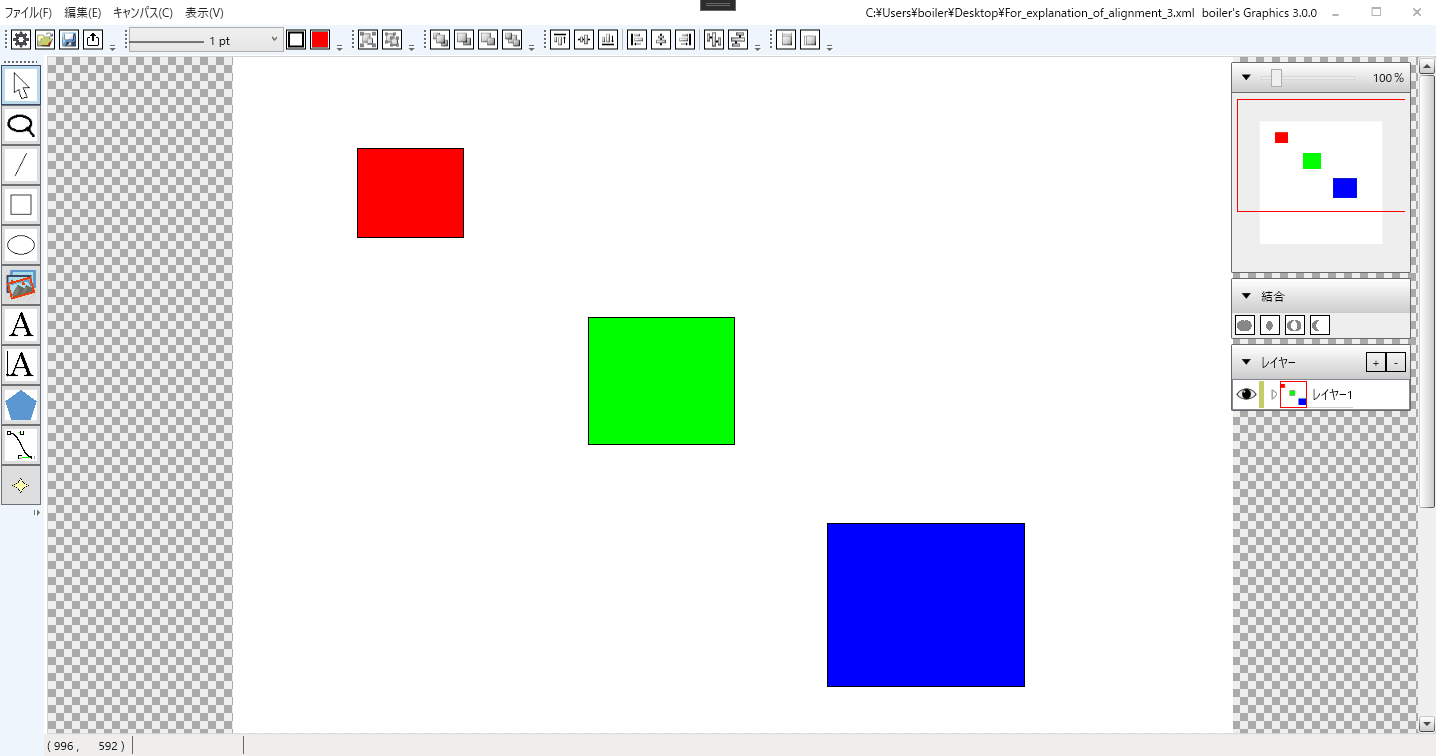 ファイル(F) 編集(E) キャンバス(C) 表示(V) C:¥Users¥boiler¥Desktop¥For_explanation_of_alignment_3.xml boiler's Graphics 3.0.0
1 pt
100 %
結合
レイヤー + -
レイヤー1
A
A
( 996 , 592 )